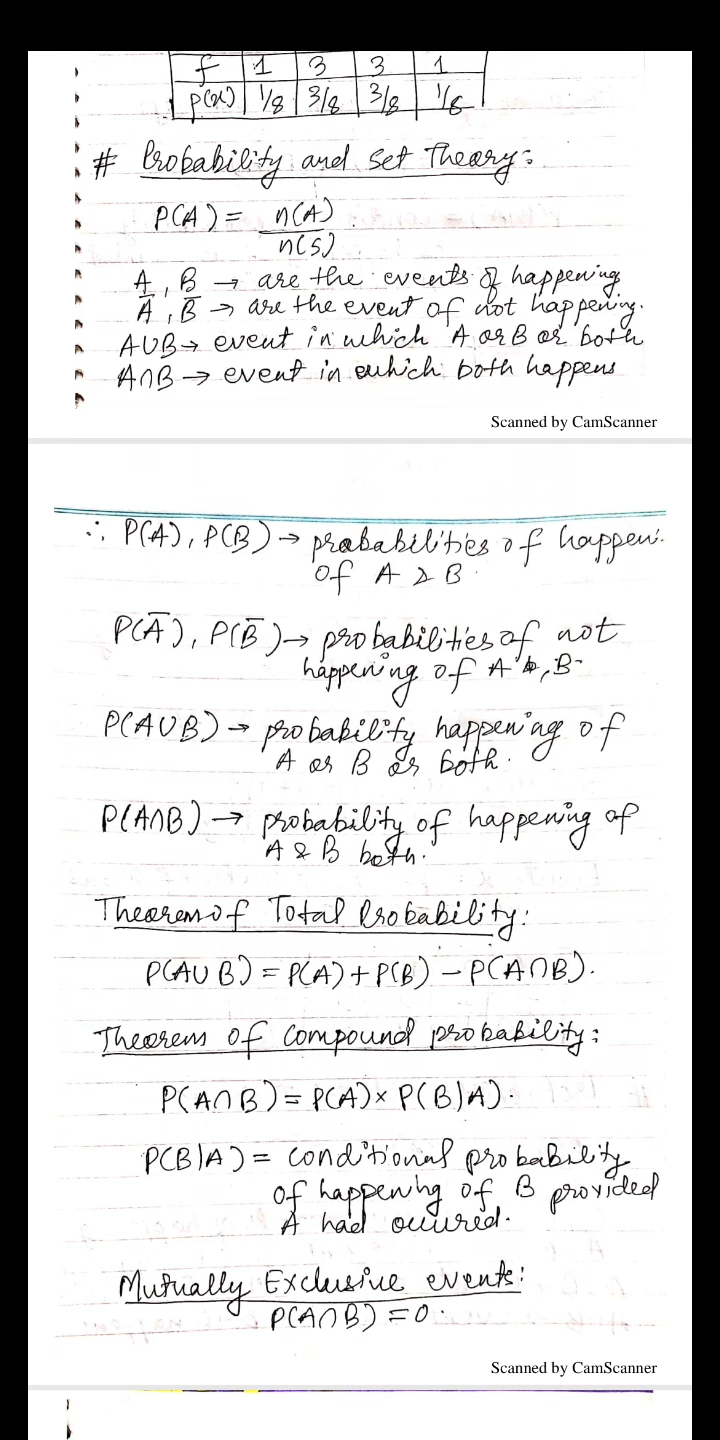 f 1 3 3 1
p(x) 1/8 3/8 3/8 1/8
# Probability and Set Theory:
P(A) = n(A)
n(S)
A, B → are the events of happening
A̅, B̅ → are the event of not happening.
A∪B → event in which A or B or both
A∩B → event in which both happens
Scanned by CamScanner
∴ P(A), P(B) → probabilities of happeni.
of A & B.
P(A̅), P(B̅) → probabilities of not
happening of A, B
P(A∪B) → probability happening of
A or B or both.
P(A∩B) → probability of happening of
A & B both.
Theorem of Total Probability:
P(A∪B) = P(A) + P(B) - P(A∩B).
Theorem of compound probability:
P(A∩B) = P(A) × P(B|A).
P(B|A) = conditional probability
of happening of B provided
A had occured.
Mutually Exclusive events:
P(A∩B) = 0.
Scanned by CamScanner